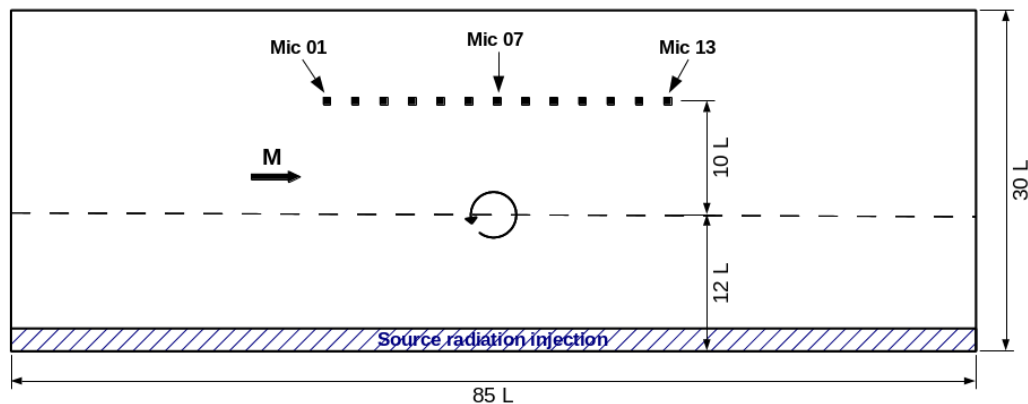 Mic 01
Mic 07
Mic 13
M
10 L
30 L
12 L
Source radiation injection
85 L